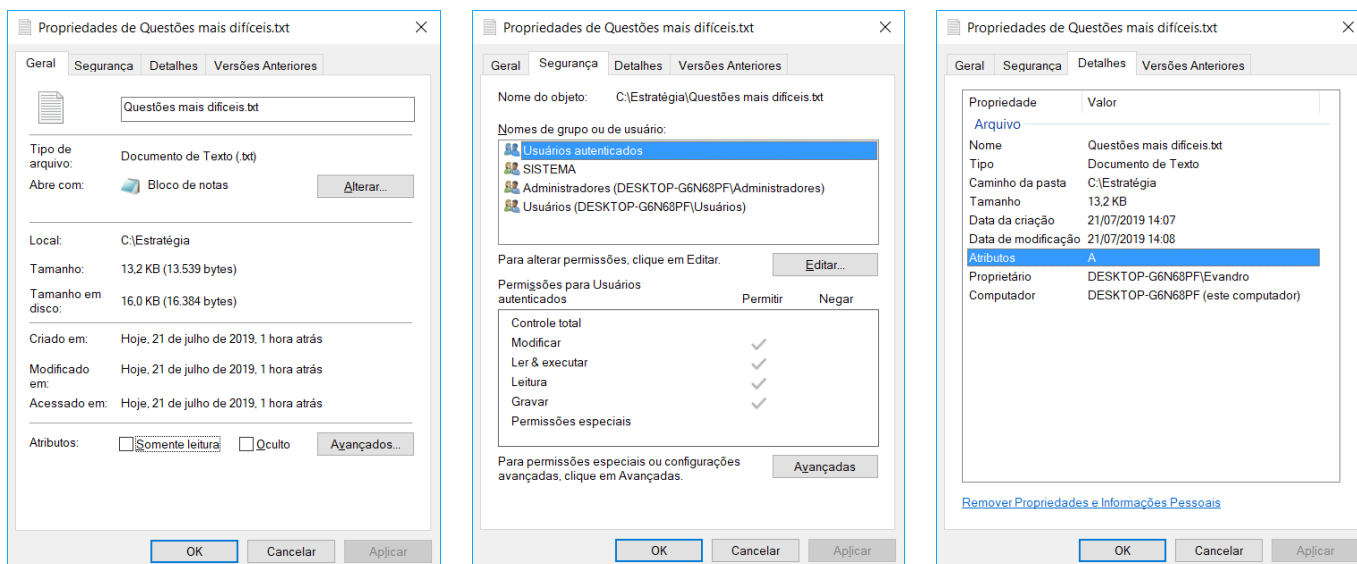 Propriedades de Questões mais difíceis.txt
Geral Segurança Detalhes Versões Anteriores
Questões mais difíceis.txt
Tipo de
arquivo:
Documento de Texto (.txt)
Abre com:
Bloco de notas
Alterar...
Local:
C:\Estratégia
Tamanho:
13,2 KB (13.539 bytes)
Tamanho em
disco:
16,0 KB (16.384 bytes)
Criado em:
Hoje, 21 de julho de 2019, 1 hora atrás
Modificado
em:
Hoje, 21 de julho de 2019, 1 hora atrás
Acessado em:
Hoje, 21 de julho de 2019, 1 hora atrás
Atributos:
Somente leitura
Oculto
Avançados...
OK Cancelar Aplicar
Propriedades de Questões mais difíceis.txt
Geral Segurança Detalhes Versões Anteriores
Nome do objeto: C:\Estratégia\Questões mais difíceis.txt
Nomes de grupo ou de usuário:
Usuários autenticados
SISTEMA
Administradores (DESKTOP-G6N68PF\Administradores)
Usuários (DESKTOP-G6N68PF\Usuários)
Para alterar permissões, clique em Editar.
Editar...
Permissões para Usuários
autenticados
Permitir Negar
Controle total
Modificar
Ler & executar
Leitura
Gravar
Permissões especiais
Para permissões especiais ou configurações
avançadas, clique em Avançadas.
Avançadas
OK Cancelar Aplicar
Propriedades de Questões mais difíceis.txt
Geral Segurança Detalhes Versões Anteriores
Propriedade Valor
Arquivo
Nome Questões mais difíceis.txt
Tipo Documento de Texto
Caminho da pasta C:\Estratégia
Tamanho 13,2 KB
Data da criação 21/07/2019 14:07
Data de modificação 21/07/2019 14:08
Atributos A
Proprietário DESKTOP-G6N68PF\Evandro
Computador DESKTOP-G6N68PF (este computador)
Remover Propriedades e Informações Pessoais
OK Cancelar Aplicar